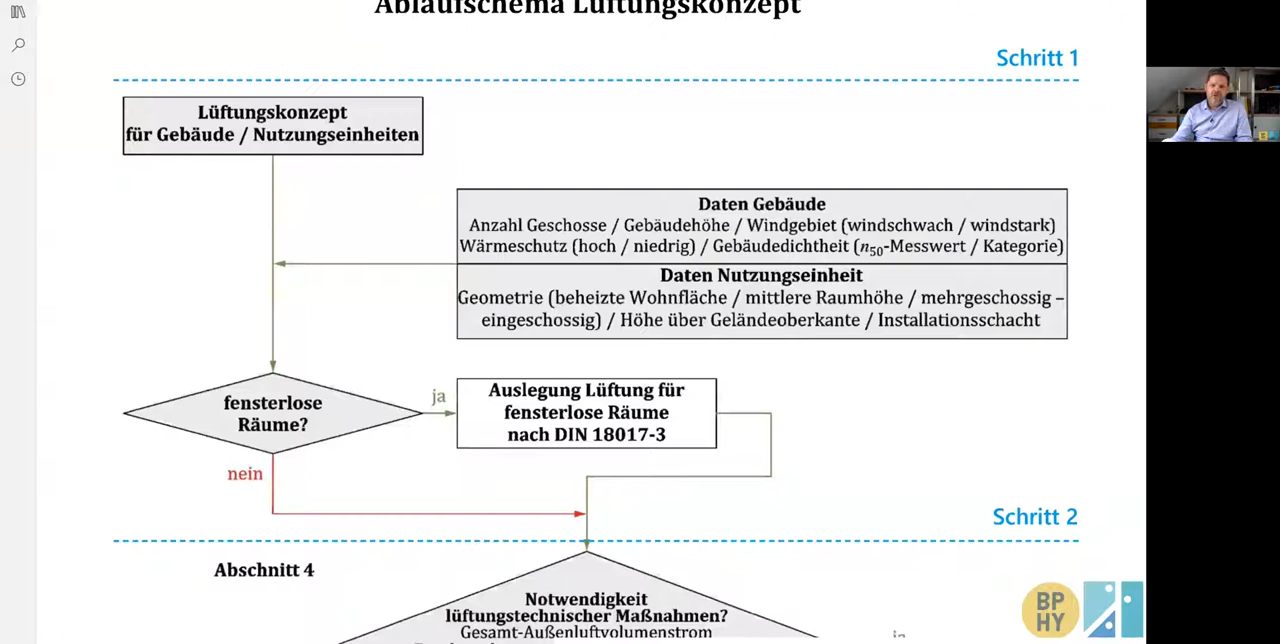 Ablaufschema Lüftungskonzept
Schritt 1
Lüftungskonzept
für Gebäude / Nutzungseinheiten
Daten Gebäude
Anzahl Geschosse / Gebäudehöhe / Windgebiet (windschwach / windstark)
Wärmeschutz (hoch / niedrig) / Gebäudedichtheit (n50-Messwert / Kategorie)
Daten Nutzungseinheit
Geometrie (beheizte Wohnfläche / mittlere Raumhöhe / mehrgeschossig –
eingeschossig) / Höhe über Geländeoberkante / Installationsschacht
fensterlose
Räume?
ja
Auslegung Lüftung für
fensterlose Räume
nach DIN 18017-3
nein
Schritt 2
Abschnitt 4
Notwendigkeit
lüftungstechnischer Maßnahmen?
Gesamt-Außenluftvolumenstrom
ja
BP
HY